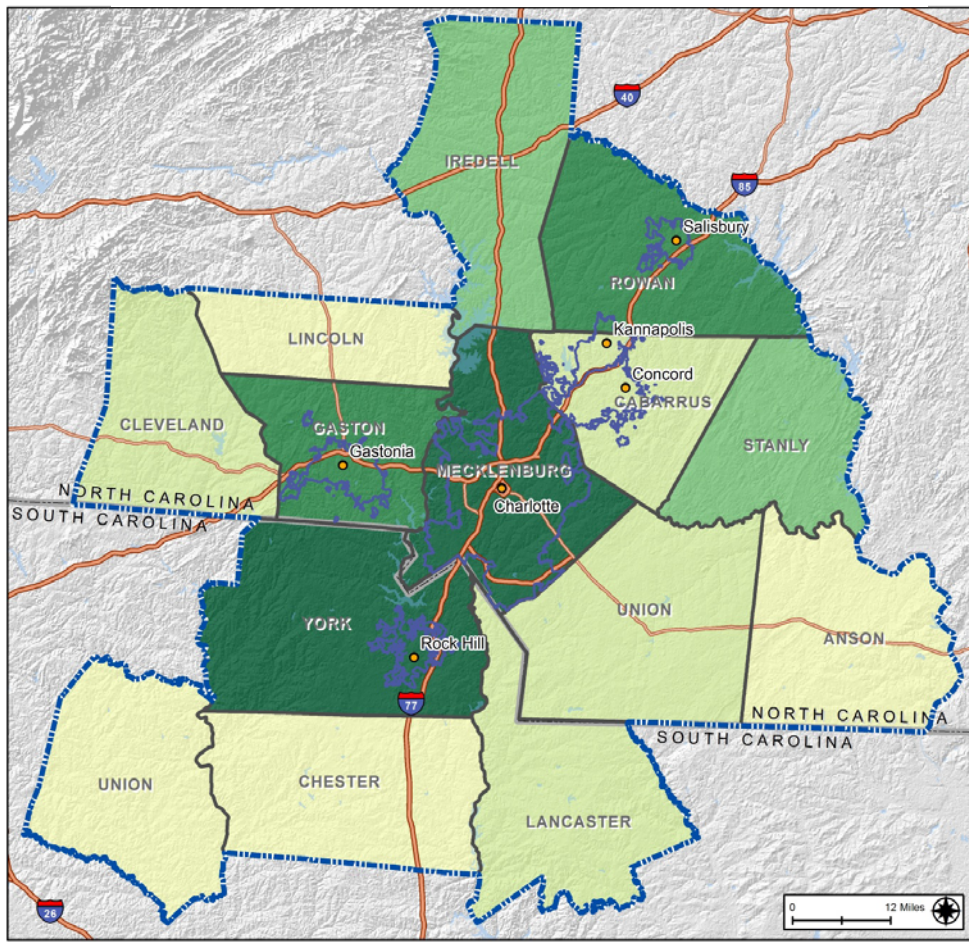 40
IREDELL
85
Salisbury
ROWAN
Kannapolis
LINCOLN
Concord
CABARRUS
CLEVELAND
GASTON
STANLY
Gastonia
MECKLENBURG
NORTH CAROLINA
SOUTH CAROLINA
Charlotte
YORK
UNION
ANSON
Rock Hill
77
NORTH CAROLINA
SOUTH CAROLINA
UNION
CHESTER
LANCASTER
0 12 Miles
26